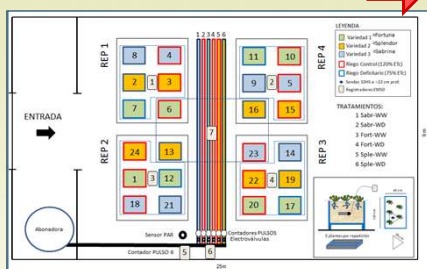 1 2 3 4 5 6
REP 1
8 4
2 1 3
7 6
REP 4
11 10
9 2 5
16 15
ENTRADA
7
REP 2
24 13
1 3 12
18 21
REP 3
23 14
22 4 19
20 17
Abonadora
Sensor PAR
Contadores PULSOS
Electroválvulas
Contador PULSO 6
5
6
25m
LEYENDA
Variedad 1 =Fortuna
Variedad 2 =Splendor
Variedad 3 =Sabrina
Riego Control (120% ETc)
Riego Deficitario (75% ETc)
TRATAMIENTOS:
1 Sabr-WW
2 Sabr-WD
3 Fort-WW
4 Fort-WD
5 Sple-WW
6 Sple-WD